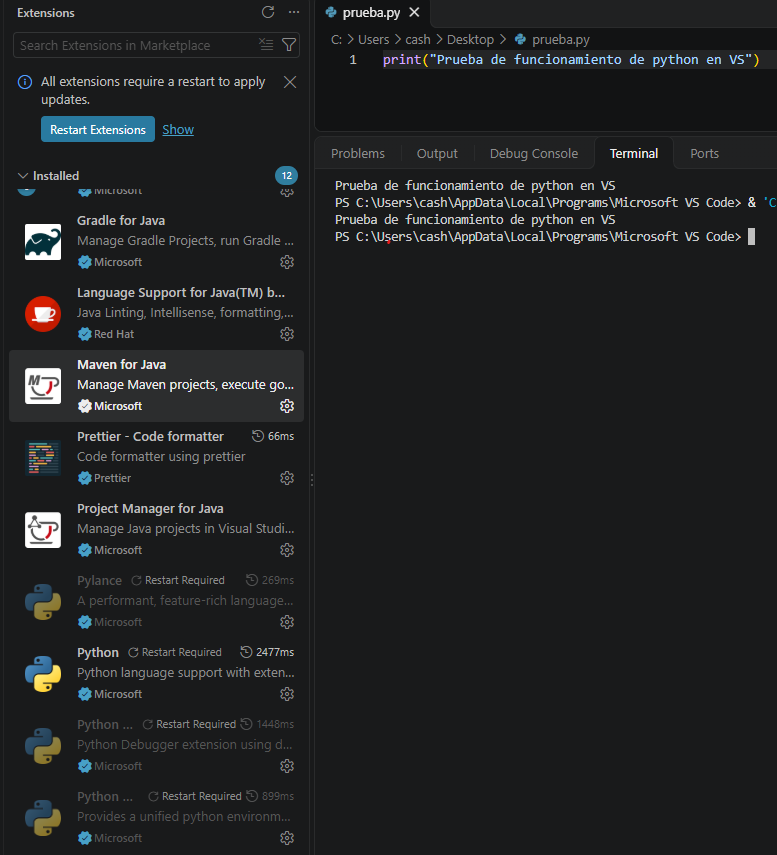 Extensions
Search Extensions in Marketplace
All extensions require a restart to apply
updates.
Restart Extensions
Show
Installed
12
Microsoft
Gradle for Java
Manage Gradle Projects, run Gradle ...
Microsoft
Language Support for Java(TM) b...
Java Linting, Intellisense, formatting,...
Red Hat
Maven for Java
Manage Maven projects, execute go...
Microsoft
Prettier - Code formatter 66ms
Code formatter using prettier
Prettier
Project Manager for Java
Manage Java projects in Visual Studi...
Microsoft
Pylance Restart Required 269ms
A performant, feature-rich language...
Microsoft
Python Restart Required 2477ms
Python language support with exten...
Microsoft
Python ... Restart Required 1448ms
Python Debugger extension using d...
Microsoft
Python ... Restart Required 899ms
Provides a unified python environm...
Microsoft
prueba.py
C: > Users > cash > Desktop > prueba.py
1 print("Prueba de funcionamiento de python en VS")
Problems Output Debug Console Terminal Ports
Prueba de funcionamiento de python en VS
PS C:\Users\cash\AppData\Local\Programs\Microsoft VS Code> & 'C
Prueba de funcionamiento de python en VS
PS C:\Users\cash\AppData\Local\Programs\Microsoft VS Code>